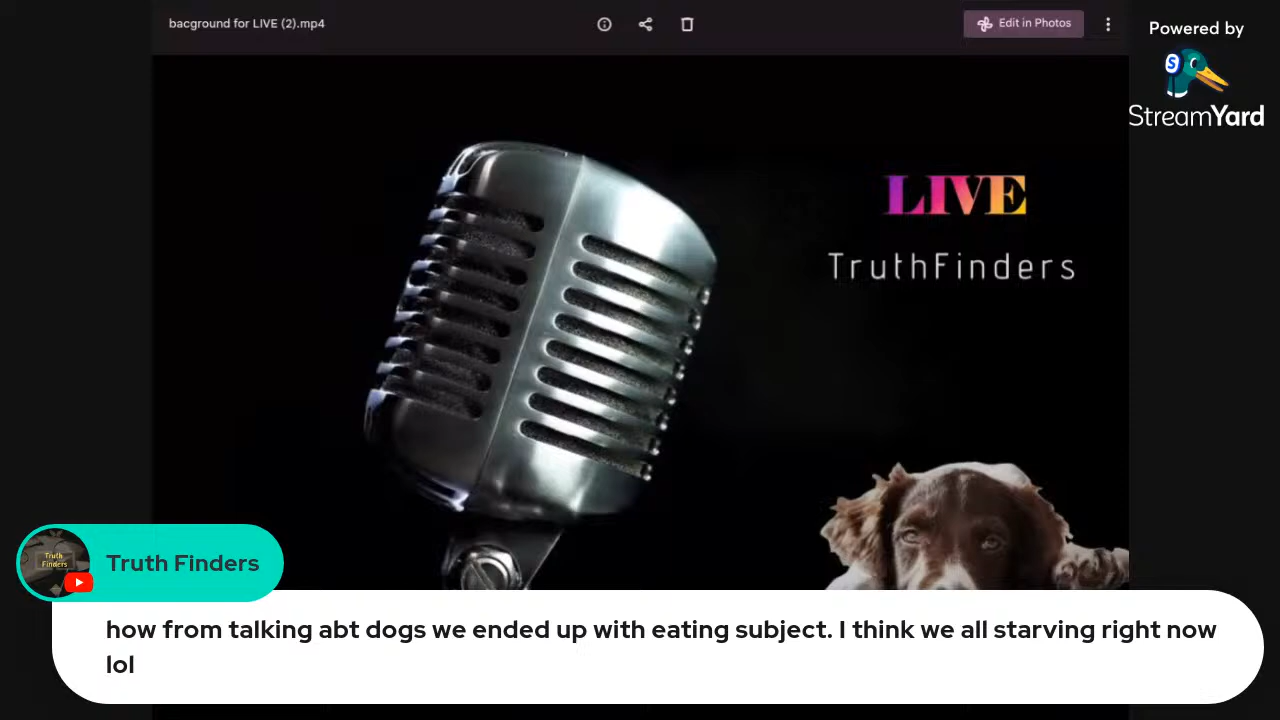 bacground for LIVE (2).mp4
Edit in Photos
Powered by
S
StreamYard
LIVE
TruthFinders
Truth Finders
Truth Finders
how from talking abt dogs we ended up with eating subject. I think we all starving right now
lol